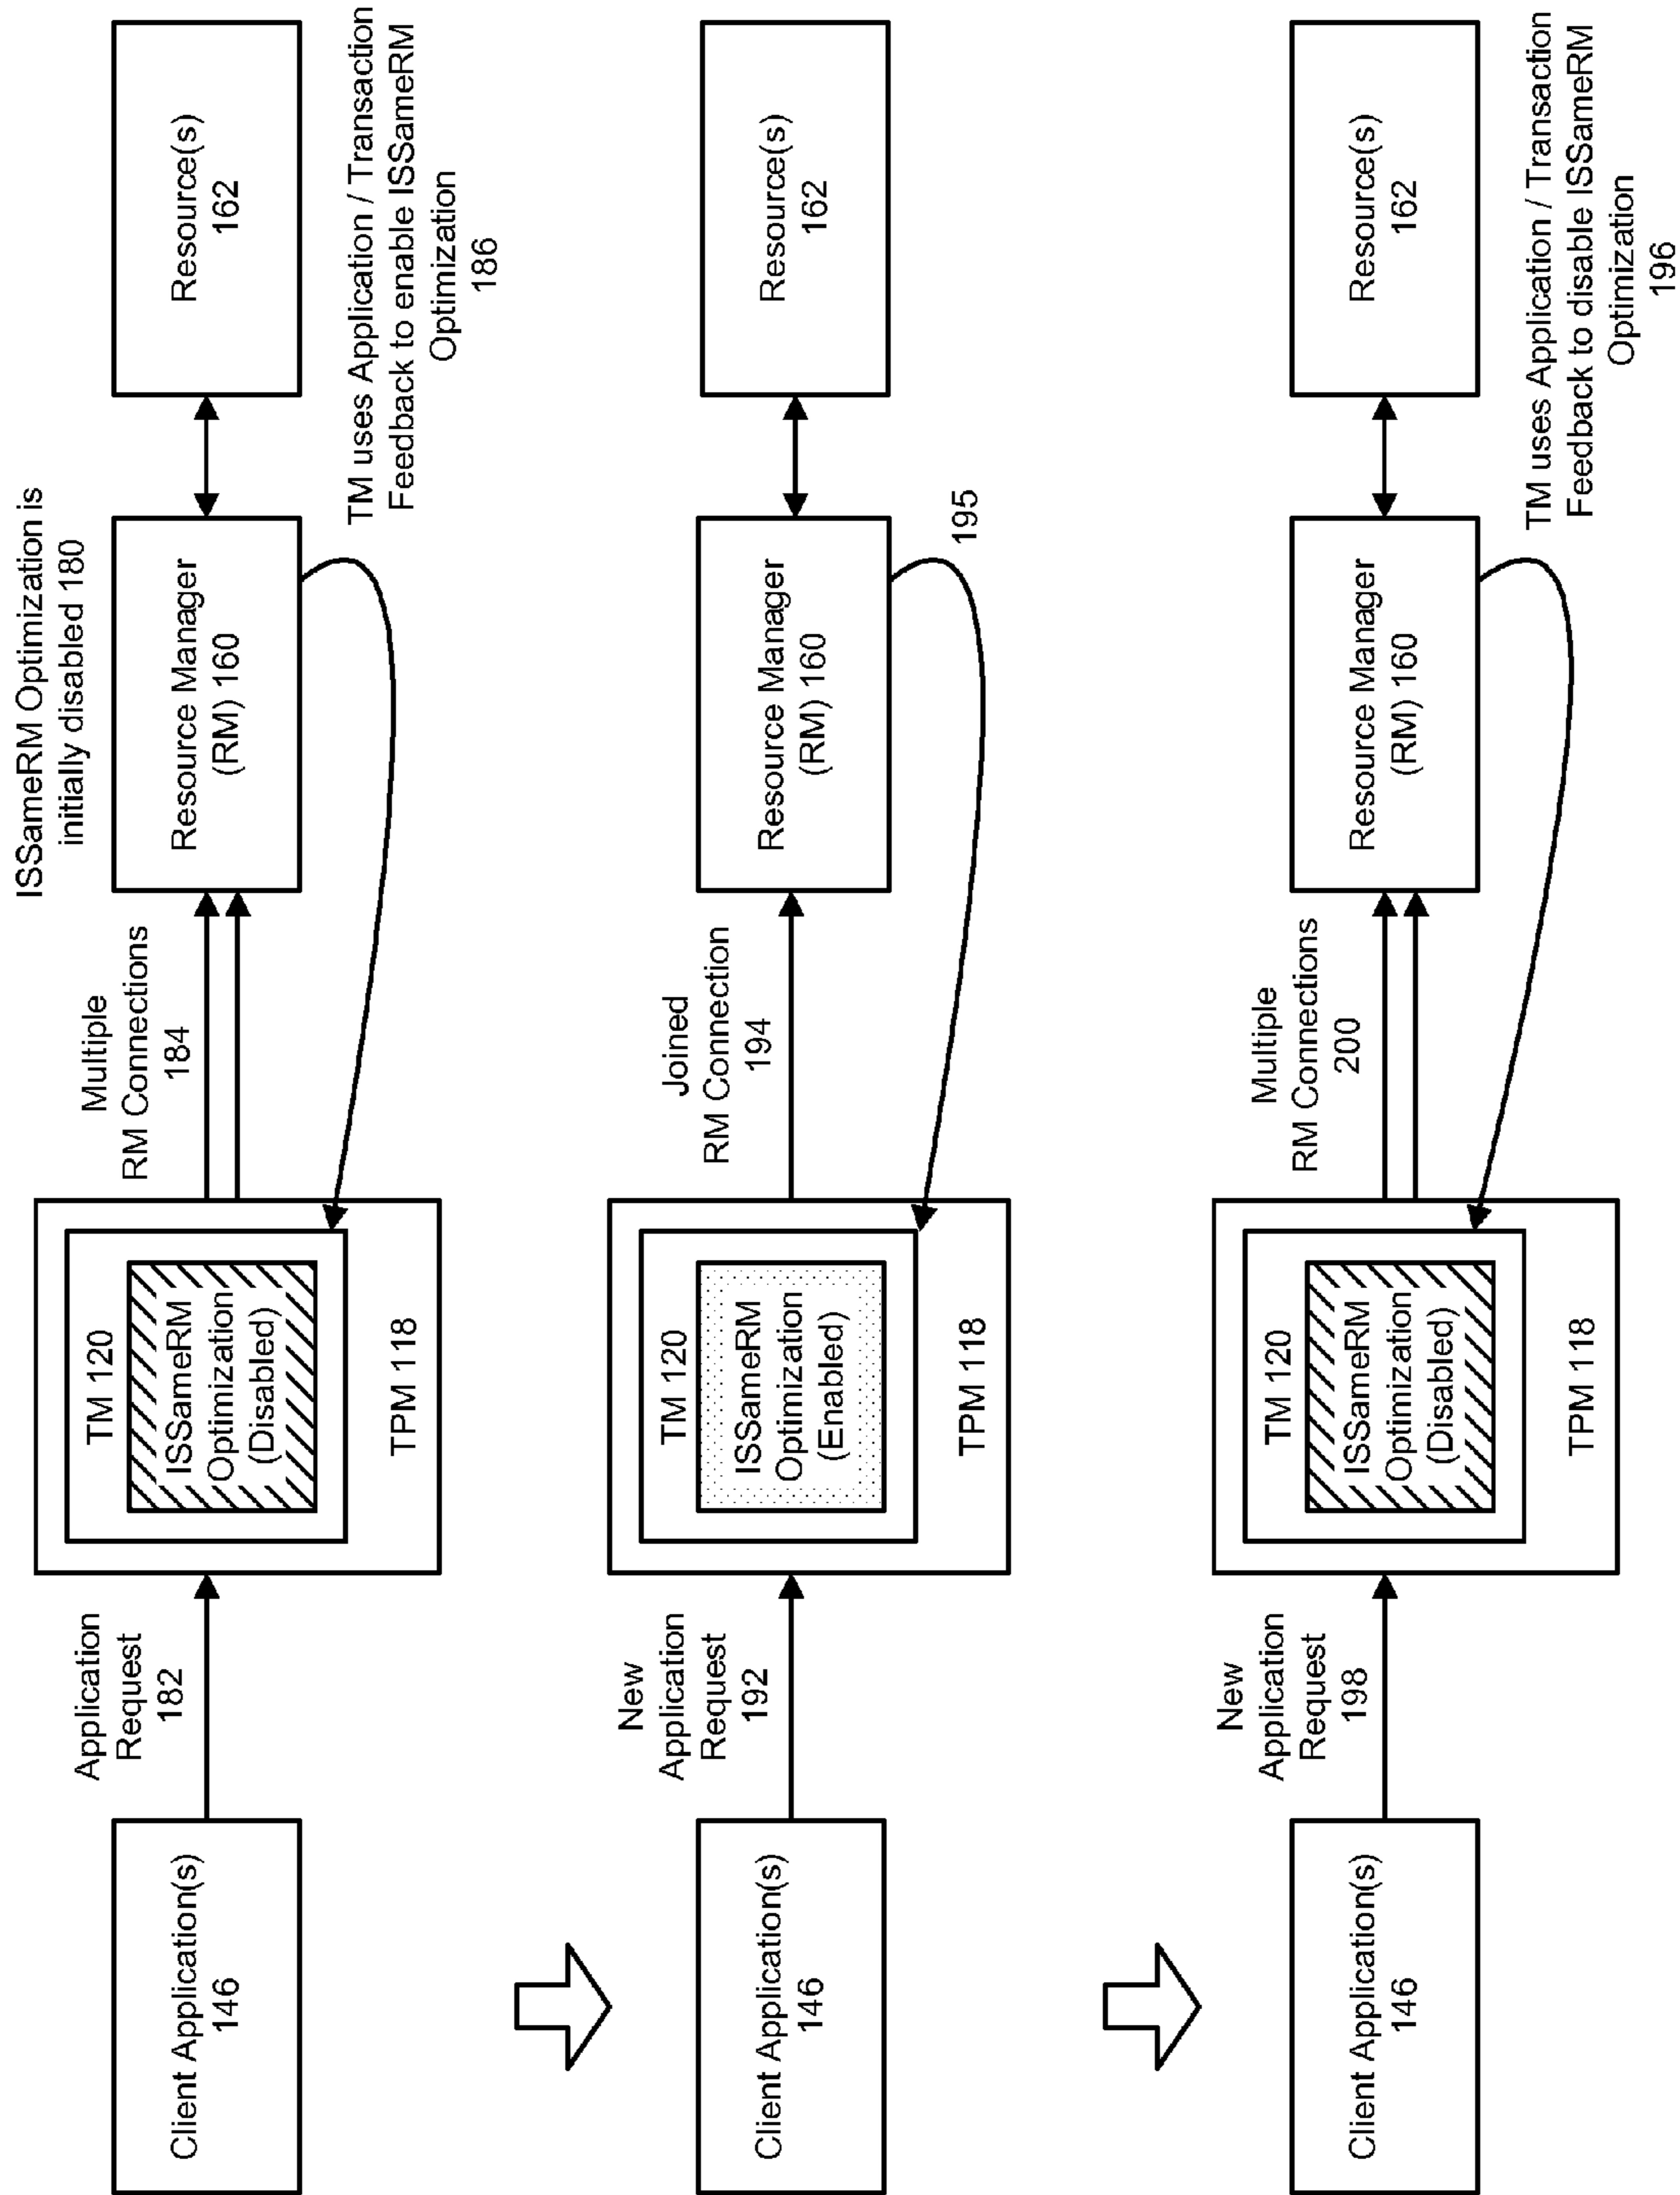 ISSameRM Optimization is
initially disabled 180
Client Application(s)
146
Application
Request
182
TM 120
ISSameRM
Optimization
(Disabled)
TPM 118
Multiple
RM Connections
184
Resource Manager
(RM) 160
Resource(s)
162
TM uses Application / Transaction
Feedback to enable ISSameRM
Optimization
186
Client Application(s)
146
New
Application
Request
192
TM 120
ISSameRM
Optimization
(Enabled)
TPM 118
Joined
RM Connection
194
Resource Manager
(RM) 160
195
Resource(s)
162
Client Application(s)
146
New
Application
Request
198
TM 120
ISSameRM
Optimization
(Disabled)
TPM 118
Multiple
RM Connections
200
Resource Manager
(RM) 160
Resource(s)
162
TM uses Application / Transaction
Feedback to disable ISSameRM
Optimization
196